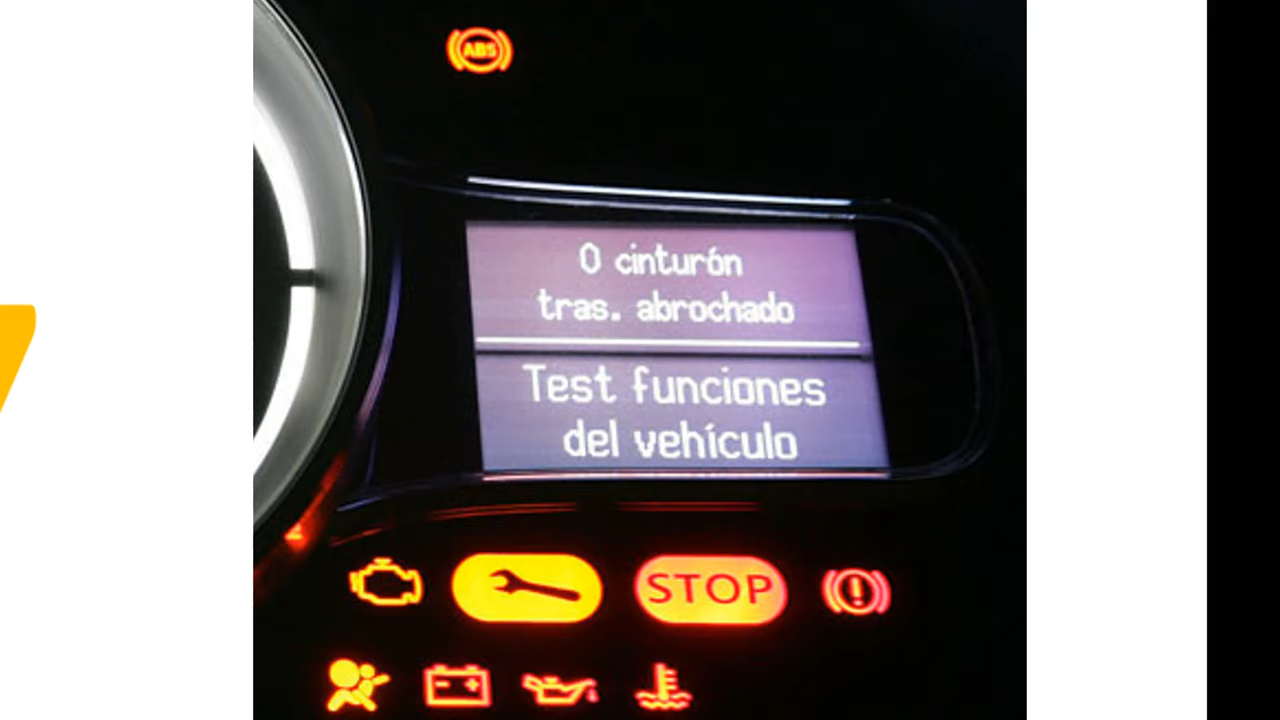 ABS
0 cinturón
tras. abrochado
Test funciones
del vehículo
STOP